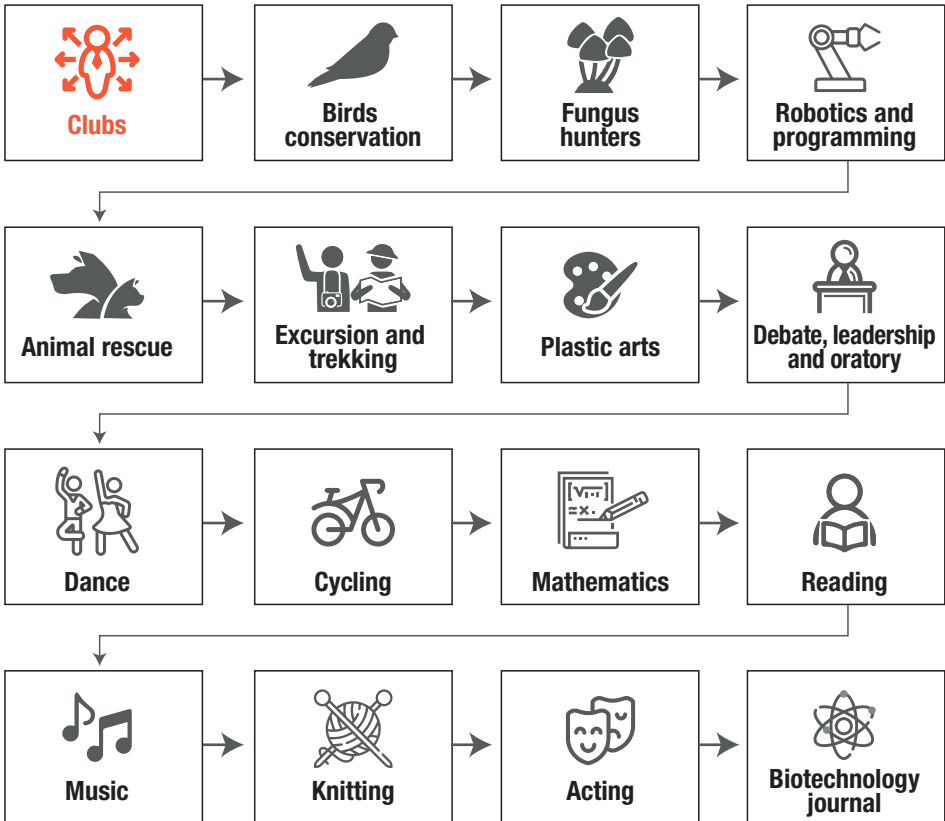 Clubs
Birds
conservation
Fungus
hunters
Robotics and
programming
Animal rescue
Excursion and
trekking
Plastic arts
Debate, leadership
and oratory
Dance
Cycling
√
=x.
Mathematics
Reading
Music
Knitting
Acting
Biotechnology
journal